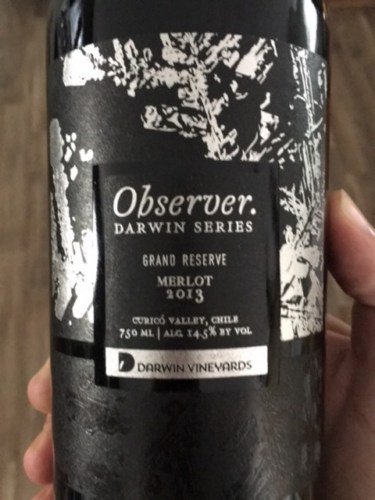 Observer.
DARWIN SERIES
GRAND RESERVE
MERLOT
2013
CURICÓ VALLEY, CHILE
750 ML | ALC. 14.5% BY VOL
DARWIN VINEYARDS